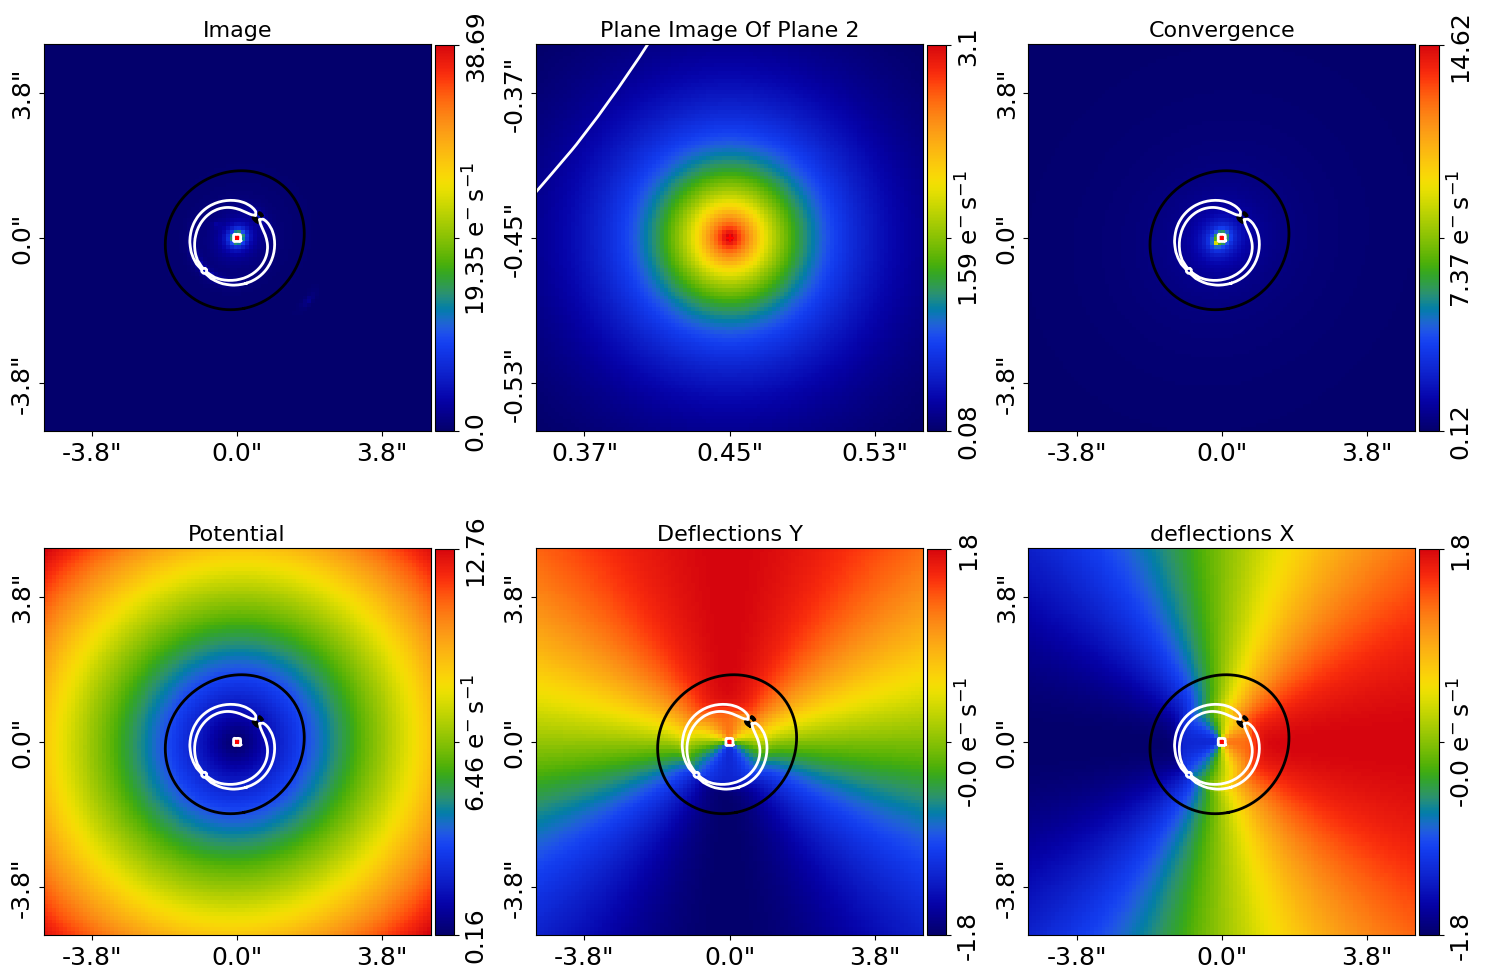 Image
3.8"
0.0"
-3.8"
-3.8" 0.0" 3.8"
38.69
19.35 e⁻ s⁻¹
0.0
Plane Image Of Plane 2
-0.37"
-0.45"
-0.53"
0.37" 0.45" 0.53"
3.1
1.59 e⁻ s⁻¹
0.08
Convergence
3.8"
0.0"
-3.8"
-3.8" 0.0" 3.8"
14.62
7.37 e⁻ s⁻¹
0.12
Potential
3.8"
0.0"
-3.8"
-3.8" 0.0" 3.8"
12.76
6.46 e⁻ s⁻¹
0.16
Deflections Y
3.8"
0.0"
-3.8"
-3.8" 0.0" 3.8"
1.8
-0.0 e⁻ s⁻¹
-1.8
deflections X
3.8"
0.0"
-3.8"
-3.8" 0.0" 3.8"
1.8
-0.0 e⁻ s⁻¹
-1.8